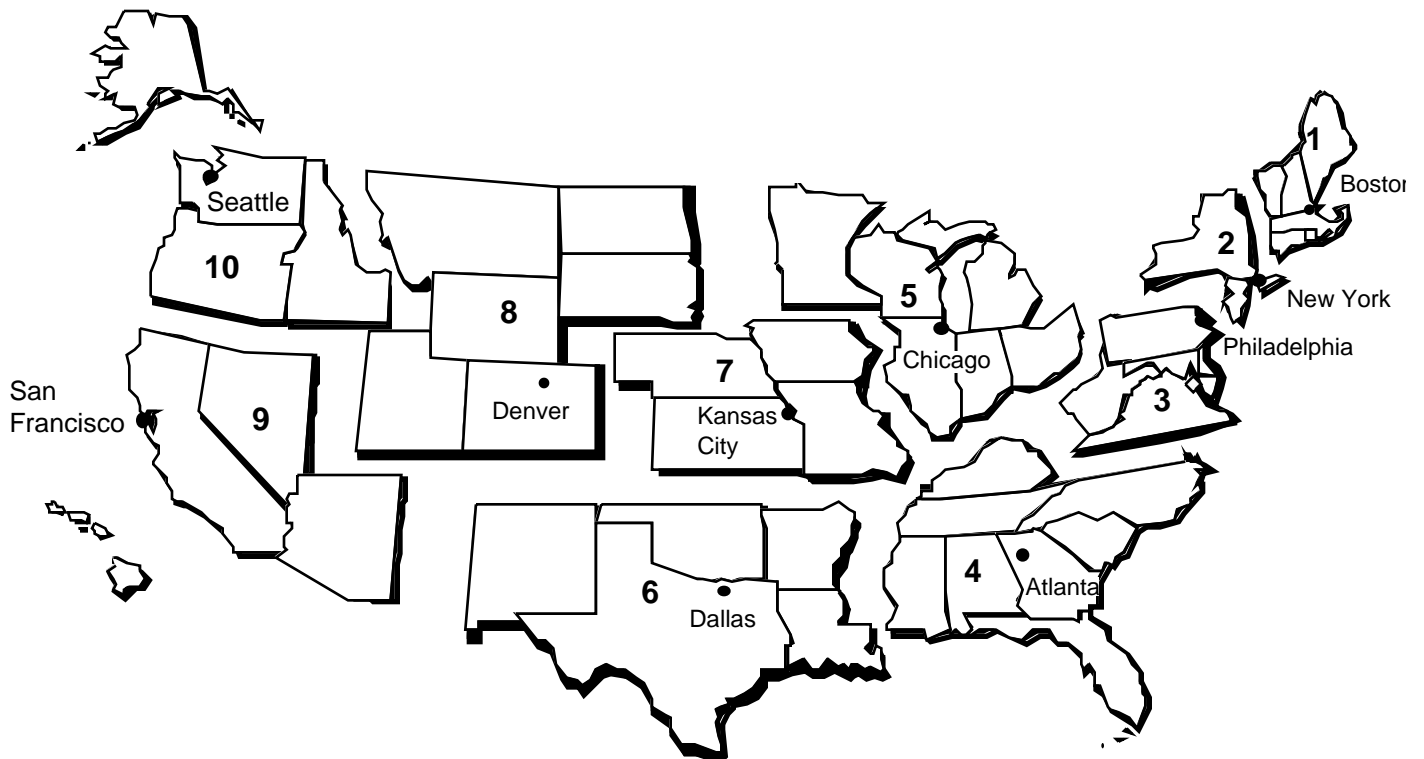 1
Boston
Seattle
2
10
New York
5
8
Philadelphia
Chicago
7
San
Francisco
Denver
3
9
Kansas
City
4
6
Atlanta
Dallas